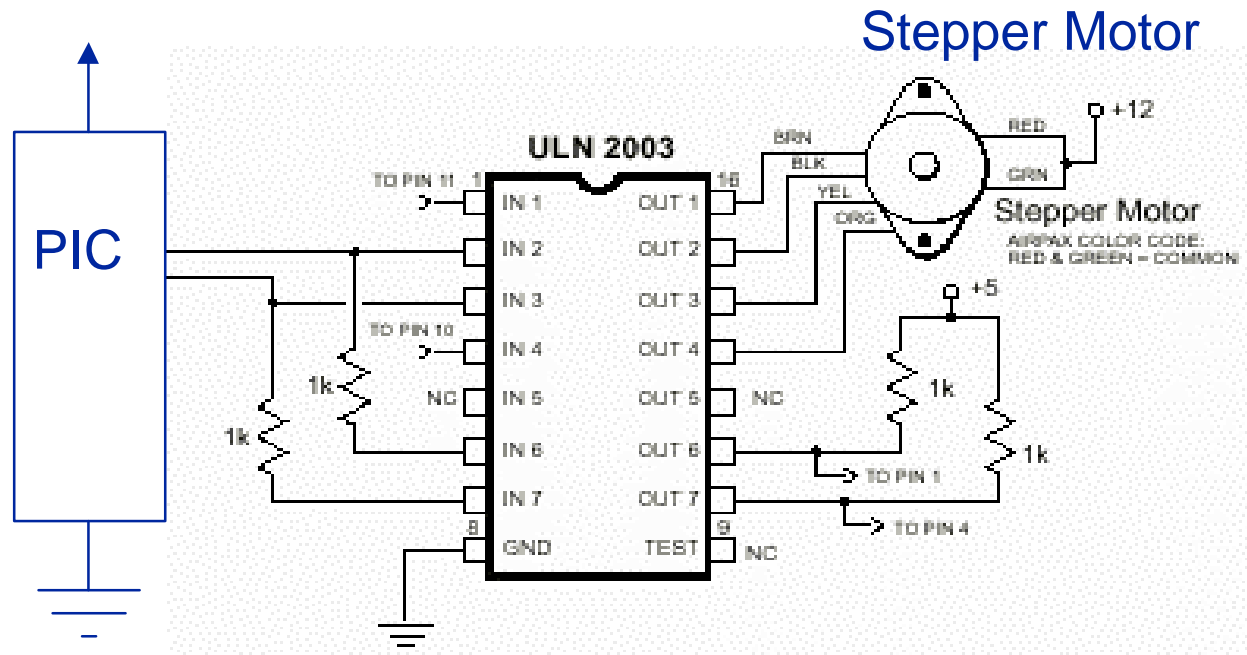 Stepper Motor
PIC
ULN 2003
TO PIN 11
1
16
IN 1
OUT 1
IN 2
OUT 2
IN 3
OUT 3
TO PIN 10
IN 4
OUT 4
NC
IN 5
OUT 5
NC
IN 6
OUT 6
IN 7
OUT 7
8
9
GND
TEST
NC
BRN
BLK
YEL
ORG
RED
GRN
+12
Stepper Motor
AIRPAX COLOR CODE:
RED & GREEN = COMMON
+5
1k
1k
1k
1k
TO PIN 1
TO PIN 4